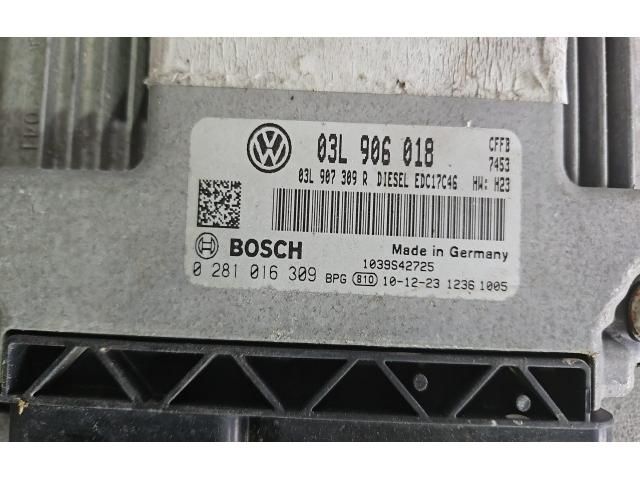 03L 906 018 CFFB
7453
03L 907 309 R DIESEL EDC17C46 HW: H23
BOSCH Made in Germany
1039S42725
0 281 016 309 BPG 810 10-12-23 1236 1005